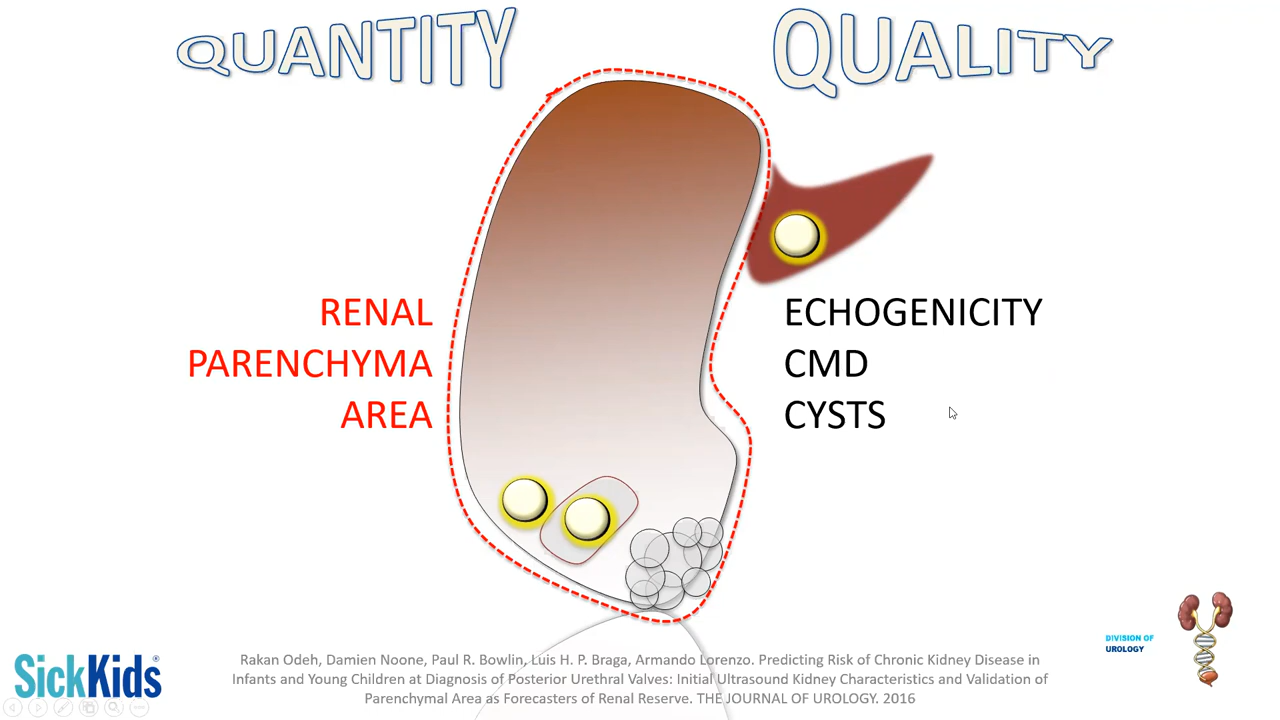 QUANTITY
QUALITY
RENAL
PARENCHYMA
AREA
ECHOGENICITY
CMD
CYSTS
Rakan Odeh, Damien Noone, Paul R. Bowlin, Luis H. P. Braga, Armando Lorenzo. Predicting Risk of Chronic Kidney Disease in
Infants and Young Children at Diagnosis of Posterior Urethral Valves: Initial Ultrasound Kidney Characteristics and Validation of
Parenchymal Area as Forecasters of Renal Reserve. THE JOURNAL OF UROLOGY. 2016
SickKids®
DIVISION OF
UROLOGY